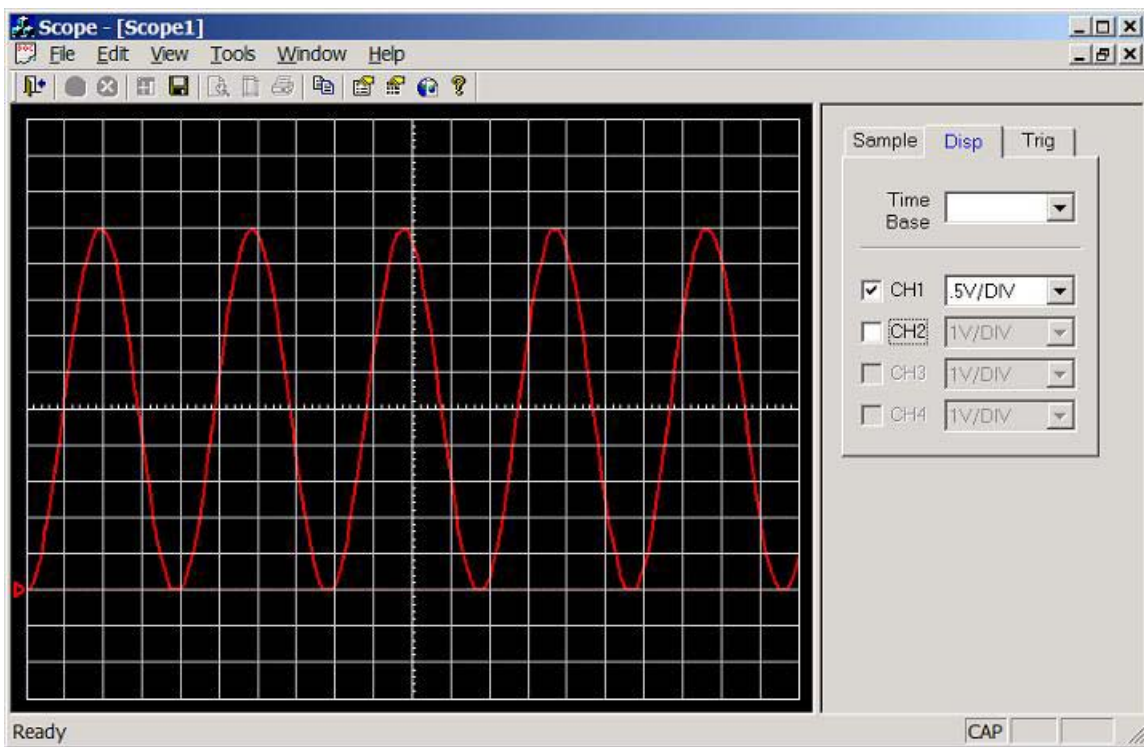 Scope - [Scope1]
File Edit View Tools Window Help
Sample Disp Trig
Time
Base
CH1 .5V/DIV
CH2 1V/DIV
CH3 1V/DIV
CH4 1V/DIV
Ready CAP